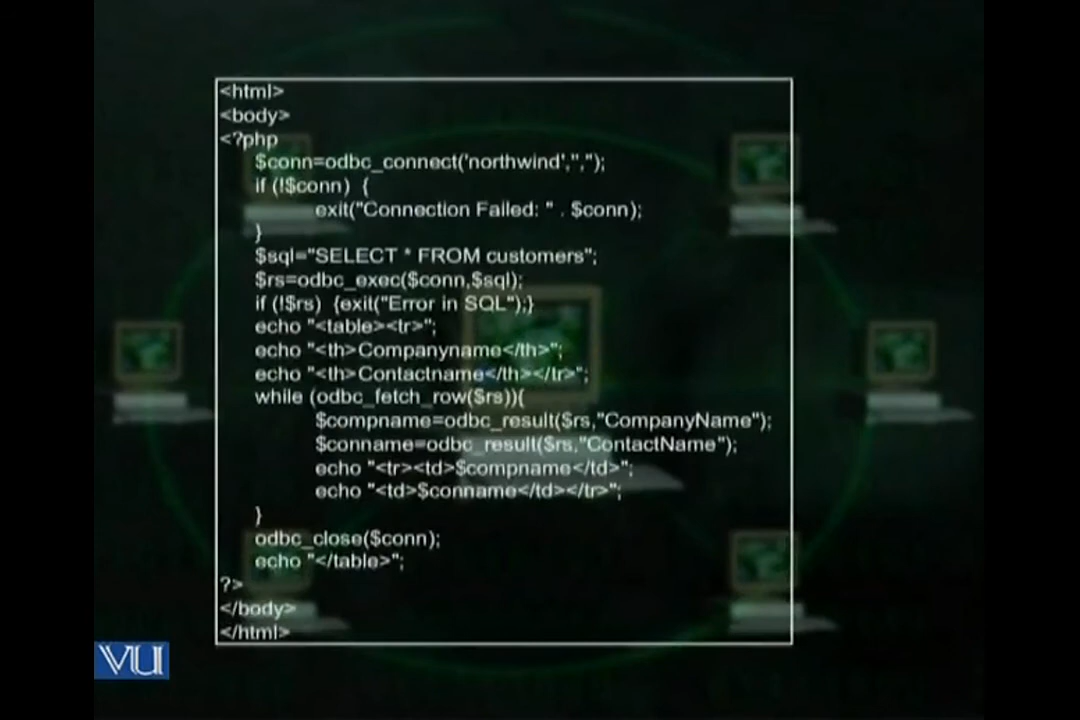 <html>
<body>
<?php
$conn=odbc_connect('northwind','','');
if (!$conn) {
exit("Connection Failed: " . $conn);
}
$sql="SELECT * FROM customers";
$rs=odbc_exec($conn,$sql);
if (!$rs) {exit("Error in SQL");}
echo "<table><tr>";
echo "<th>Companyname</th>";
echo "<th>Contactname</th></tr>";
while (odbc_fetch_row($rs)){
$compname=odbc_result($rs,"CompanyName");
$conname=odbc_result($rs,"ContactName");
echo "<tr><td>$compname</td>";
echo "<td>$conname</td></tr>";
}
odbc_close($conn);
echo "</table>";
?>
</body>
</html>
VU